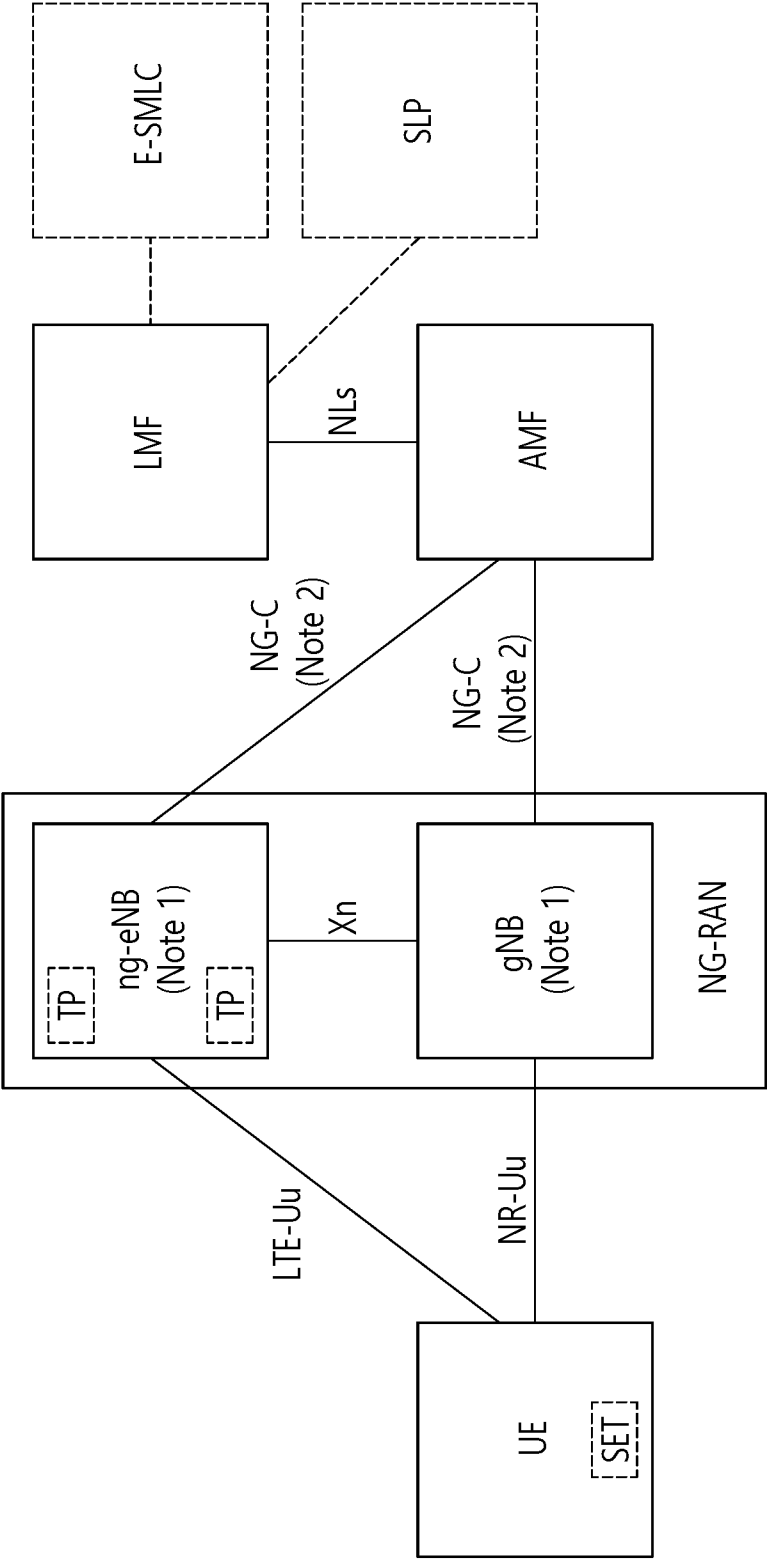 E-SMLC
SLP
LMF
NLs
AMF
NG-C
(Note 2)
NG-C
(Note 2)
TP
ng-eNB
(Note 1)
TP
Xn
gNB
(Note 1)
NG-RAN
LTE-Uu
NR-Uu
UE
SET